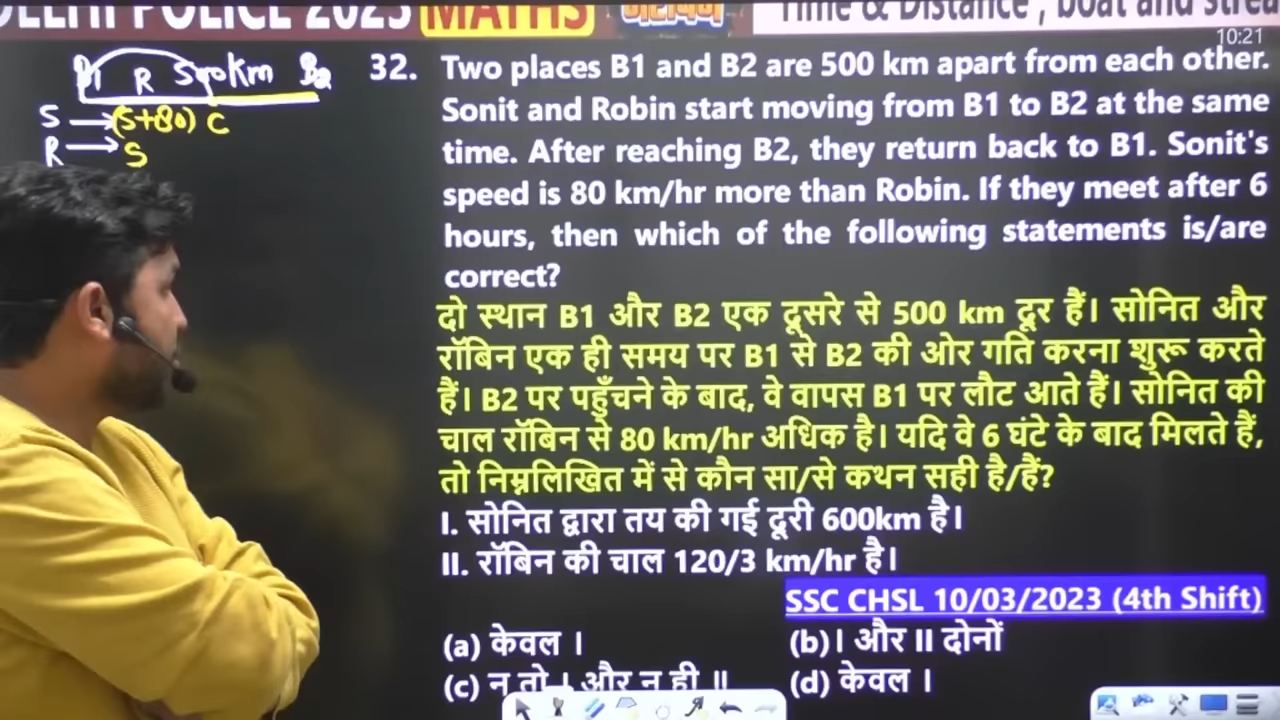 DELHI POLICE 2023 MATHS Time & Distance , boat and strea
10:21
B1 R S 500km B2
S → (S+80) C
R → S
32. Two places B1 and B2 are 500 km apart from each other.
Sonit and Robin start moving from B1 to B2 at the same
time. After reaching B2, they return back to B1. Sonit's
speed is 80 km/hr more than Robin. If they meet after 6
hours, then which of the following statements is/are
correct?
दो स्थान B1 और B2 एक दूसरे से 500 km दूर हैं। सोनित और
रॉबिन एक ही समय पर B1 से B2 की ओर गति करना शुरू करते
हैं। B2 पर पहुँचने के बाद, वे वापस B1 पर लौट आते हैं। सोनित की
चाल रॉबिन से 80 km/hr अधिक है। यदि वे 6 घंटे के बाद मिलते हैं,
तो निम्नलिखित में से कौन सा/से कथन सही है/हैं?
I. सोनित द्वारा तय की गई दूरी 600km है।
II. रॉबिन की चाल 120/3 km/hr है।
SSC CHSL 10/03/2023 (4th Shift)
(a) केवल I
(b) I और II दोनों
(c) न तो I और न ही II
(d) केवल I